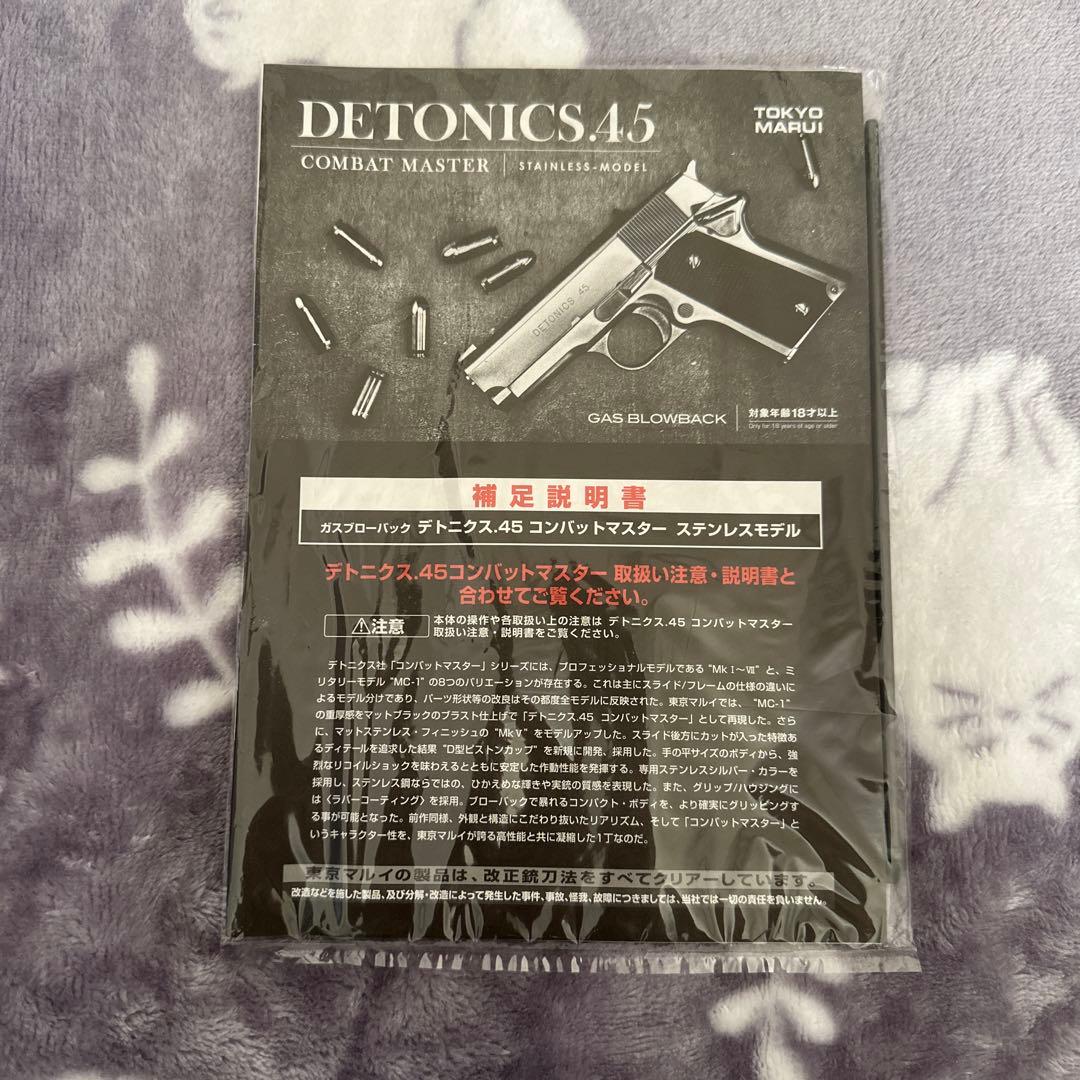 DETONICS.45
TOKYO
MARUI
COMBAT MASTER | STAINLESS-MODEL
DETONICS .45
GAS BLOWBACK
対象年齢18才以上
Only for 18 years of age or older
補足説明書
ガスブローバック デトニクス.45 コンバットマスター ステンレスモデル
デトニクス.45コンバットマスター 取扱い注意・説明書と
合わせてご覧ください。
⚠注意
本体の操作や各取扱い上の注意は デトニクス.45 コンバットマスター
取扱い注意・説明書をご覧ください。
デトニクス社「コンバットマスター」シリーズには、プロフェッショナルモデルである "Mk I〜Ⅶ" と、ミ
リタリーモデル "MC-1" の8つのバリエーションが存在する。これは主にスライド/フレームの仕様の違いに
よるモデル分けであり、パーツ形状等の改良はその都度全モデルに反映された。東京マルイでは、"MC-1"
の重厚感をマットブラックのブラスト仕上げで「デトニクス.45 コンバットマスター」として再現した。さら
に、マットステンレス・フィニッシュの "Mk V" をモデルアップした。スライド後方にカットが入った特徴あ
るディテールを追求した結果 "D型ピストンカップ" を新規に開発、採用した。手の平サイズのボディから、強
烈なリコイルショックを味わえるとともに安定した作動性能を発揮する。専用ステンレスシルバー・カラーを
採用し、ステンレス鋼ならではの、ひかえめな輝きや実銃の質感を表現した。また、グリップ/ハウジングに
は〈ラバーコーティング〉を採用。ブローバックで暴れるコンパクト・ボディを、より確実にグリッピングす
る事が可能となった。前作同様、外観と構造にこだわり抜いたリアリズム、そして「コンバットマスター」と
いうキャラクター性を、東京マルイが誇る高性能と共に凝縮した1丁なのだ。
東京マルイの製品は、改正銃刀法をすべてクリアーしています。
改造などを施した製品、及び分解・改造によって発生した事件、事故、怪我、故障につきましては、当社では一切の責任を負いません。